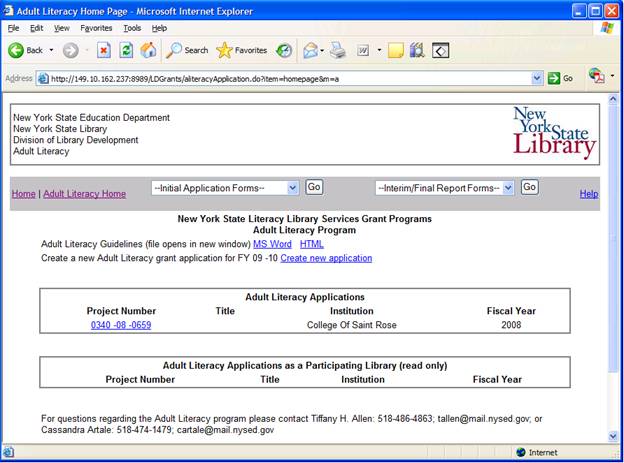 Adult Literacy Home Page - Microsoft Internet Explorer
File Edit View Favorites Tools Help
Back Search Favorites
Address http://149.10.162.237:8989/LDGrants/aliteracyApplication.do?item=homepage&m=a Go
New York State Education Department
New York State Library
Division of Library Development
Adult Literacy
New
York State
Library
Home | Adult Literacy Home --Initial Application Forms-- Go --Interim/Final Report Forms-- Go Help
New York State Literacy Library Services Grant Programs
Adult Literacy Program
Adult Literacy Guidelines (file opens in new window) MS Word HTML
Create a new Adult Literacy grant application for FY 09 -10 Create new application
Adult Literacy Applications
Project Number Title Institution Fiscal Year
0340 -08 -0659 College Of Saint Rose 2008
Adult Literacy Applications as a Participating Library (read only)
Project Number Title Institution Fiscal Year
For questions regarding the Adult Literacy program please contact Tiffany H. Allen: 518-486-4863; tallen@mail.nysed.gov; or
Cassandra Artale: 518-474-1479; cartale@mail.nysed.gov
Internet